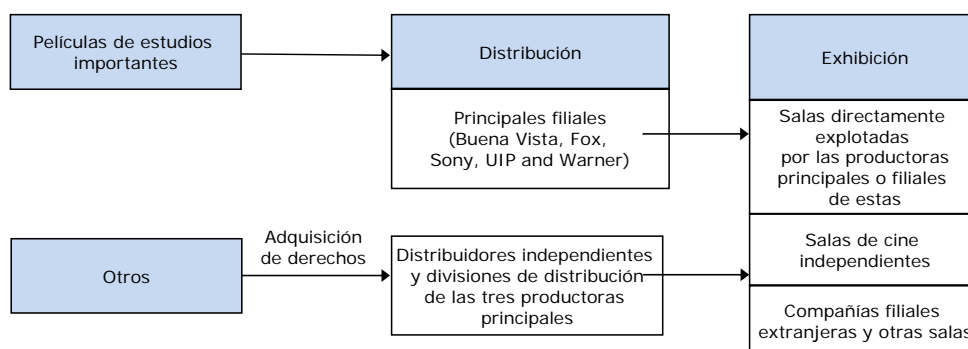 Películas de estudios
importantes
Distribución
Exhibición
Principales filiales
(Buena Vista, Fox,
Sony, UIP and Warner)
Salas directamente
explotadas
por las productoras
principales o filiales
de estas
Otros
Adquisición
de derechos
Distribuidores independientes
y divisiones de distribución
de las tres productoras
principales
Salas de cine
independientes
Compañías filiales
extranjeras y otras salas